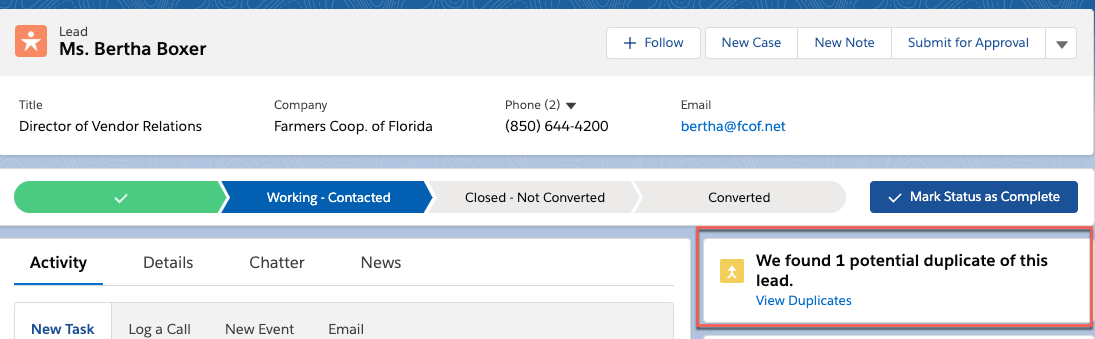 Lead
Ms. Bertha Boxer
+ Follow
New Case
New Note
Submit for Approval
Title
Company
Phone (2)
Email
Director of Vendor Relations
Farmers Coop. of Florida
(850) 644-4200
bertha@fcof.net
Working - Contacted
Closed - Not Converted
Converted
Mark Status as Complete
Activity
Details
Chatter
News
We found 1 potential duplicate of this
lead.
View Duplicates
New Task
Log a Call
New Event
Email